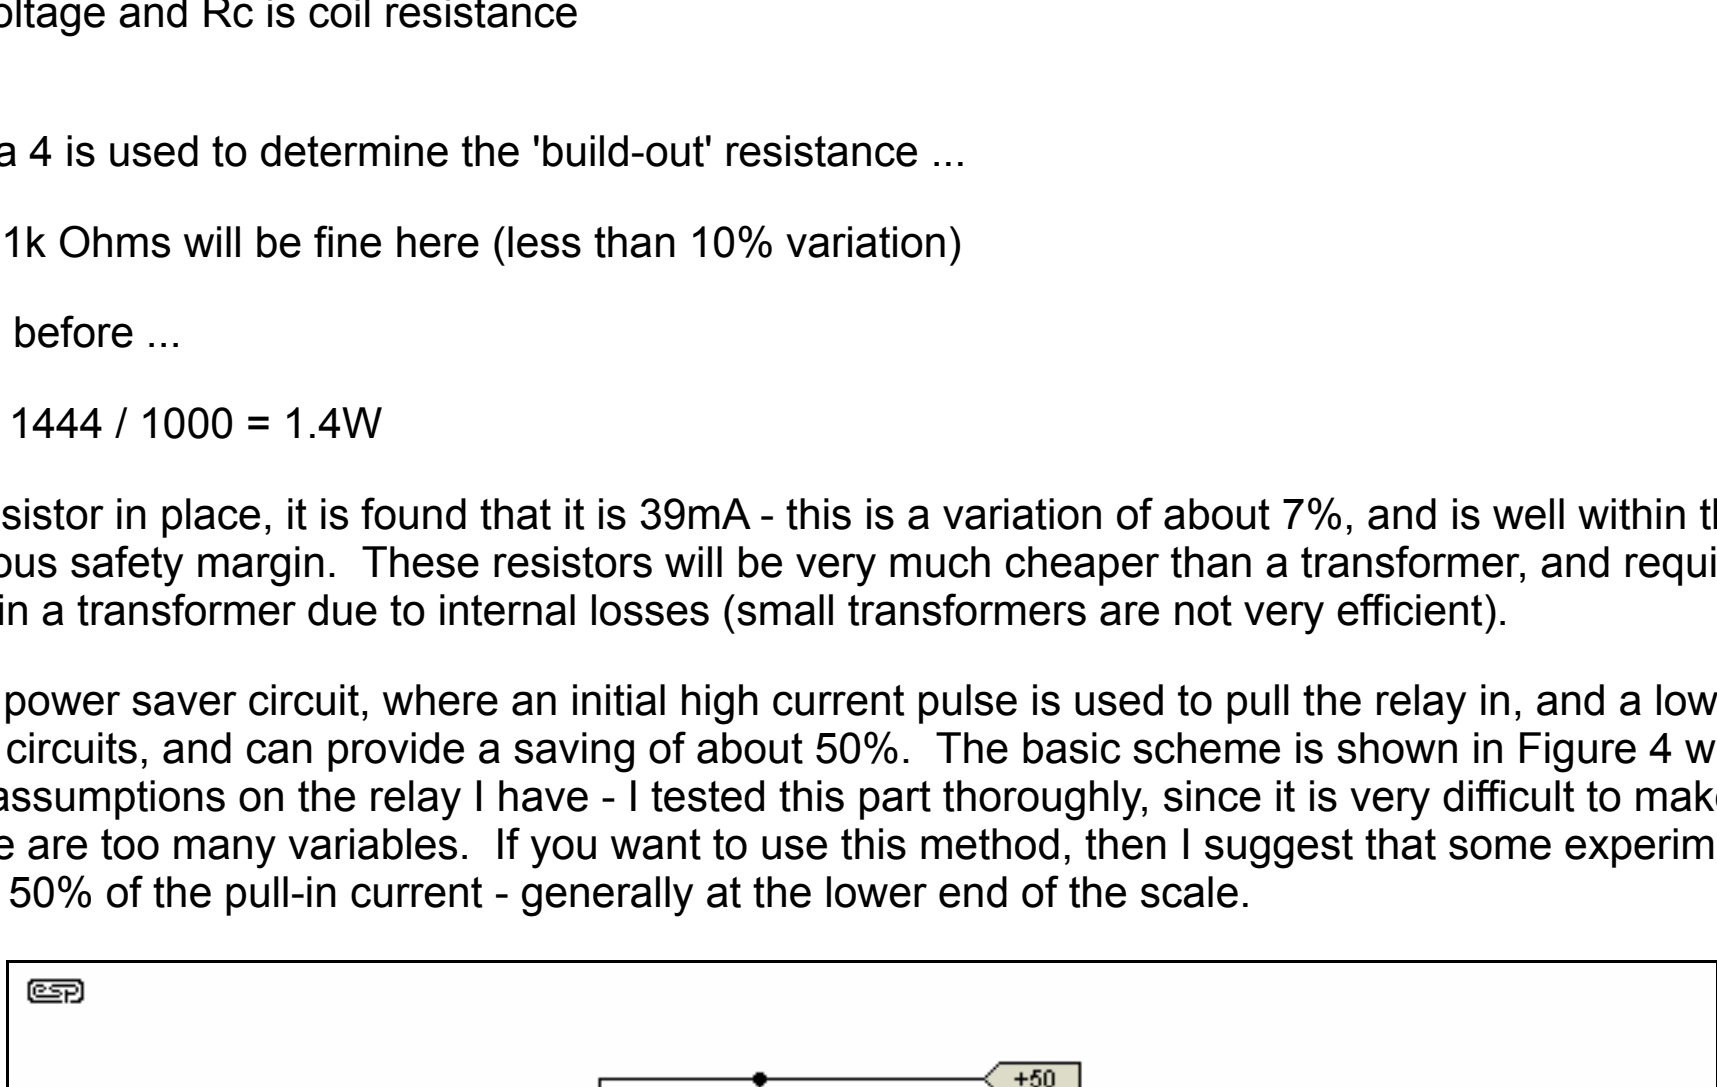 oltage and Rc is coil resistance
a 4 is used to determine the 'build-out' resistance ...
1k Ohms will be fine here (less than 10% variation)
before ...
1444 / 1000 = 1.4W
sistor in place, it is found that it is 39mA - this is a variation of about 7%, and is well within th
ous safety margin.  These resistors will be very much cheaper than a transformer, and requi
in a transformer due to internal losses (small transformers are not very efficient).
power saver circuit, where an initial high current pulse is used to pull the relay in, and a low
circuits, and can provide a saving of about 50%.  The basic scheme is shown in Figure 4 w
assumptions on the relay I have - I tested this part thoroughly, since it is very difficult to make
e are too many variables.  If you want to use this method, then I suggest that some experim
50% of the pull-in current - generally at the lower end of the scale.
esp
+50